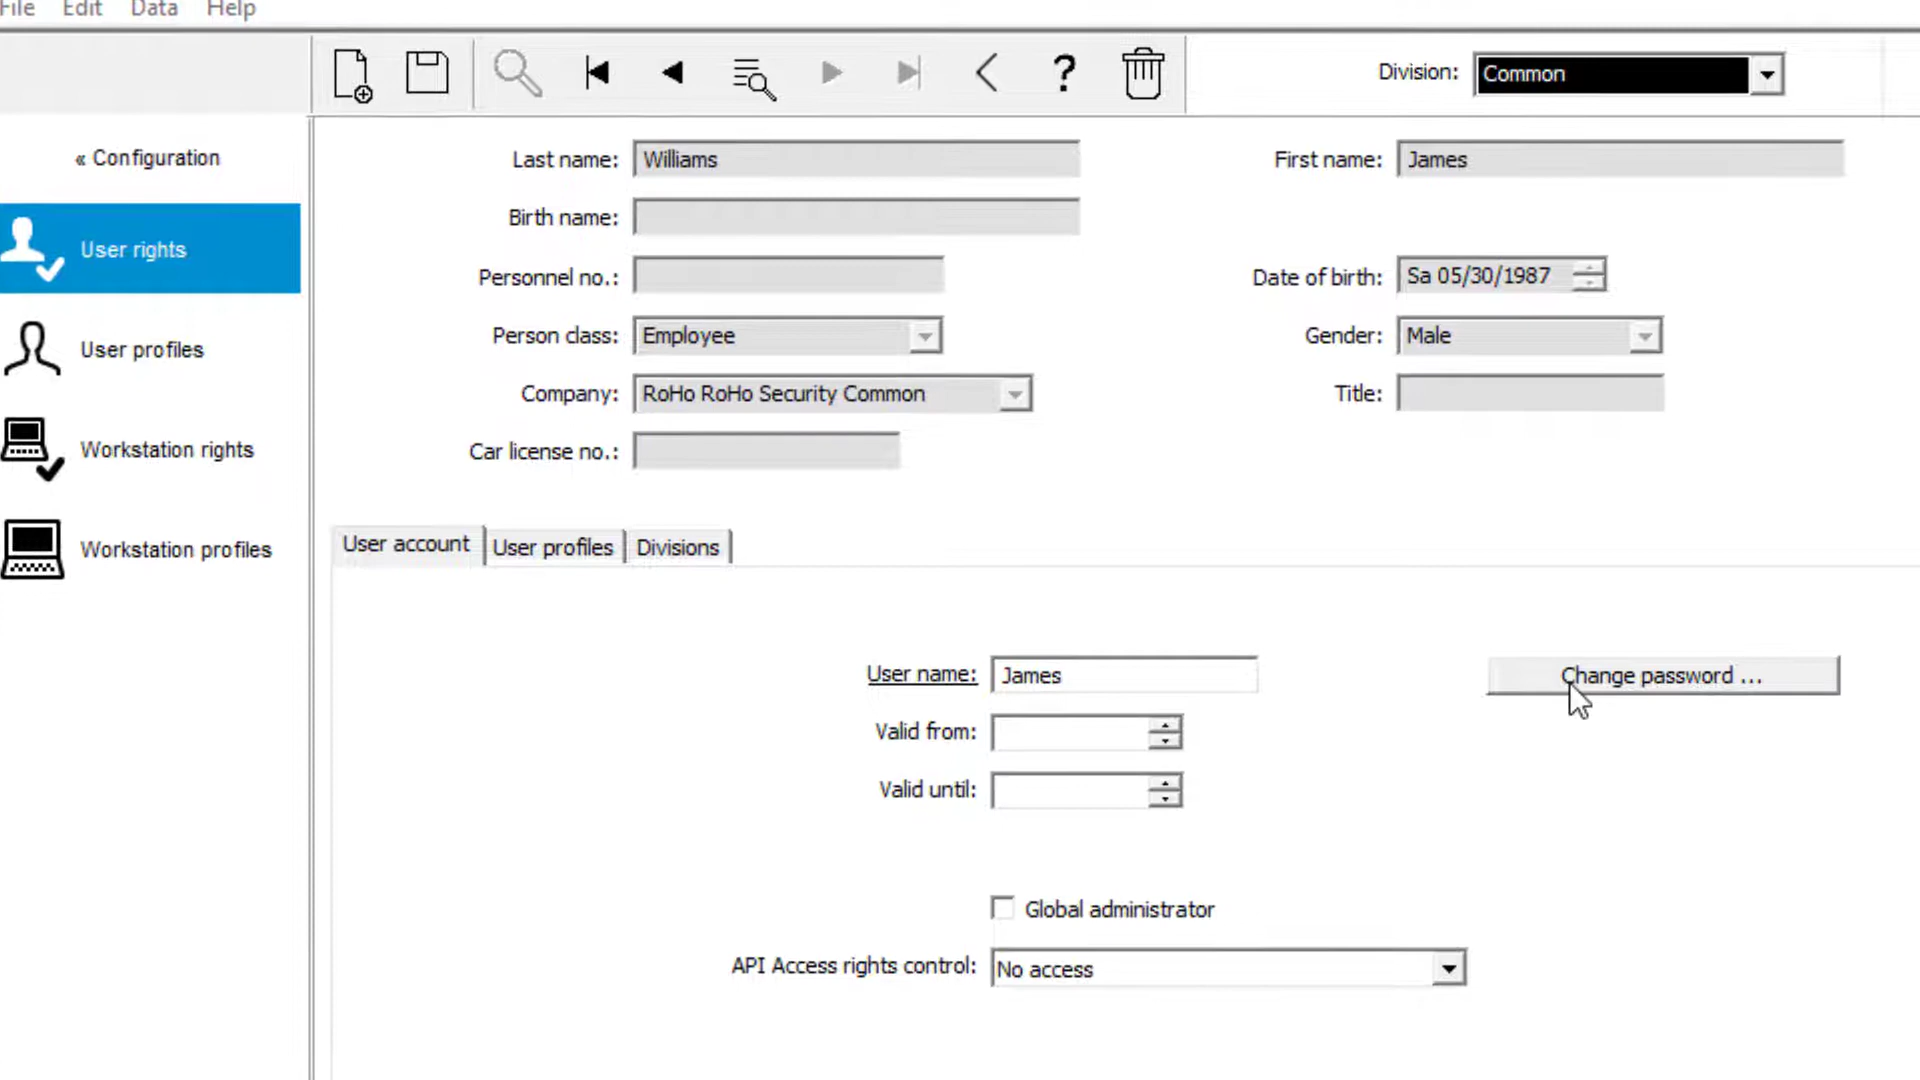 File Edit Data Help
Division: Common
« Configuration
User rights
User profiles
Workstation rights
Workstation profiles
Last name: Williams
First name: James
Birth name:
Personnel no.:
Date of birth: Sa 05/30/1987
Person class: Employee
Gender: Male
Company: RoHo RoHo Security Common
Title:
Car license no.:
User account User profiles Divisions
User name: James
Change password ...
Valid from:
Valid until:
Global administrator
API Access rights control: No access